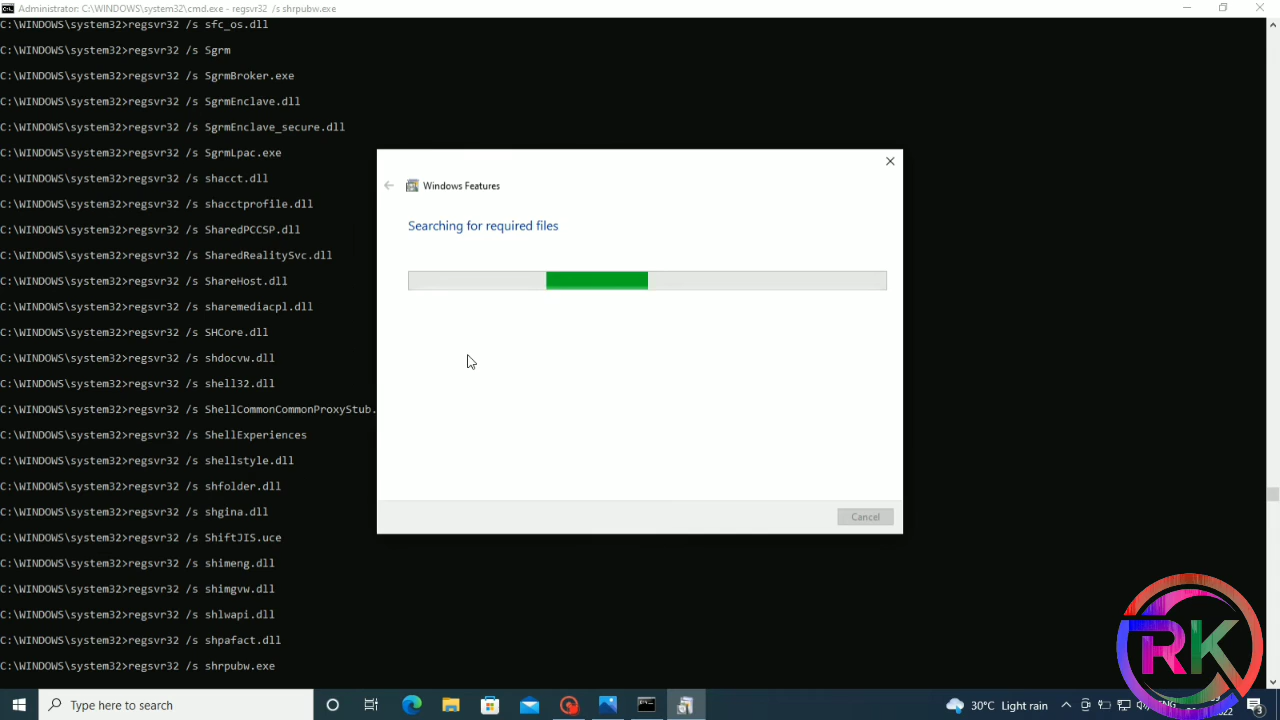 Administrator: C:\WINDOWS\system32\cmd.exe - regsvr32 /s shrpubw.exe
C:\WINDOWS\system32>regsvr32 /s sfc_os.dll
C:\WINDOWS\system32>regsvr32 /s Sgrm
C:\WINDOWS\system32>regsvr32 /s SgrmBroker.exe
C:\WINDOWS\system32>regsvr32 /s SgrmEnclave.dll
C:\WINDOWS\system32>regsvr32 /s SgrmEnclave_secure.dll
C:\WINDOWS\system32>regsvr32 /s SgrmLpac.exe
C:\WINDOWS\system32>regsvr32 /s shacct.dll
C:\WINDOWS\system32>regsvr32 /s shacctprofile.dll
C:\WINDOWS\system32>regsvr32 /s SharedPCCSP.dll
C:\WINDOWS\system32>regsvr32 /s SharedRealitySvc.dll
C:\WINDOWS\system32>regsvr32 /s ShareHost.dll
C:\WINDOWS\system32>regsvr32 /s sharemediacpl.dll
C:\WINDOWS\system32>regsvr32 /s SHCore.dll
C:\WINDOWS\system32>regsvr32 /s shdocvw.dll
C:\WINDOWS\system32>regsvr32 /s shell32.dll
C:\WINDOWS\system32>regsvr32 /s ShellCommonCommonProxyStub.
C:\WINDOWS\system32>regsvr32 /s ShellExperiences
C:\WINDOWS\system32>regsvr32 /s shellstyle.dll
C:\WINDOWS\system32>regsvr32 /s shfolder.dll
C:\WINDOWS\system32>regsvr32 /s shgina.dll
C:\WINDOWS\system32>regsvr32 /s ShiftJIS.uce
C:\WINDOWS\system32>regsvr32 /s shimeng.dll
C:\WINDOWS\system32>regsvr32 /s shimgvw.dll
C:\WINDOWS\system32>regsvr32 /s shlwapi.dll
C:\WINDOWS\system32>regsvr32 /s shpafact.dll
C:\WINDOWS\system32>regsvr32 /s shrpubw.exe
Windows Features
Searching for required files
Cancel
RK
Type here to search
30°C Light rain
3